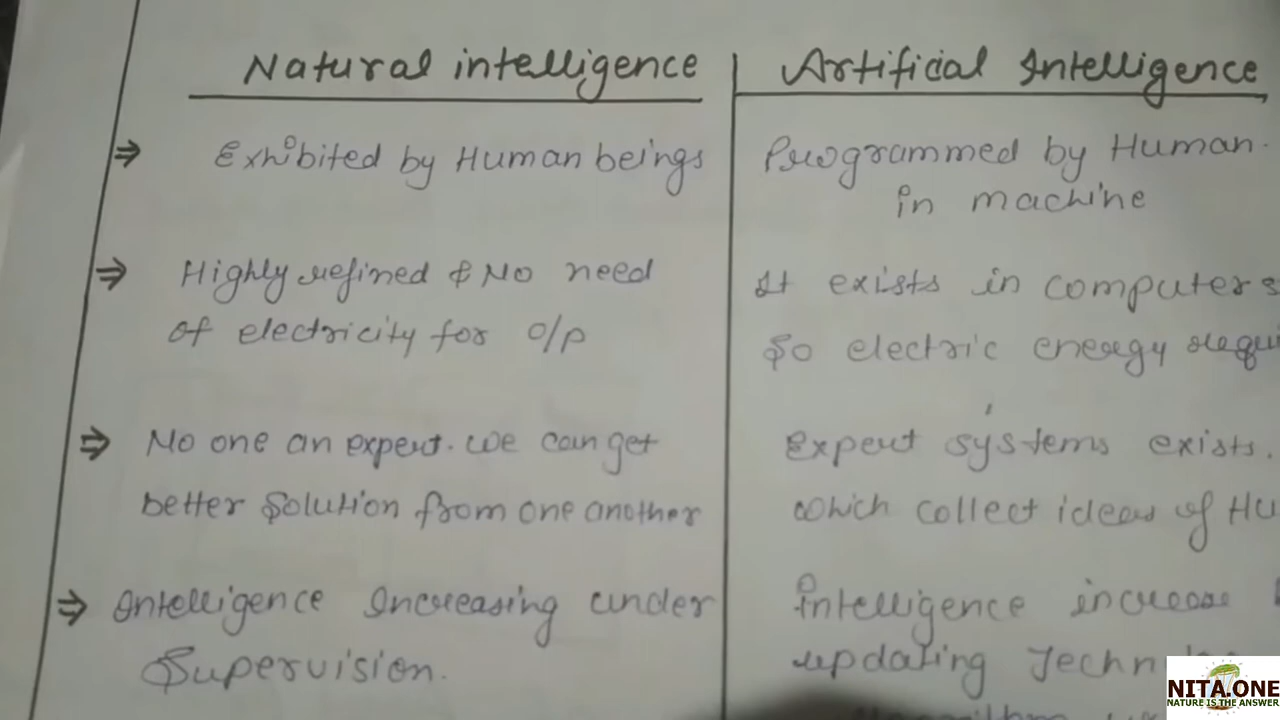 Natural intelligence
Artificial Intelligence
⇒ Exhibited by Human beings
Programmed by Human.
in machine
⇒ Highly refined & No need
of electricity for O/P
It exists in computers
So electric energy
⇒ No one an expert. we can get
better solution from one another
Expert systems exists.
which collect ideas of
⇒ Intelligence Increasing under
Supervision.
intelligence increase
updating
NITA.ONE
NATURE IS THE ANSWER